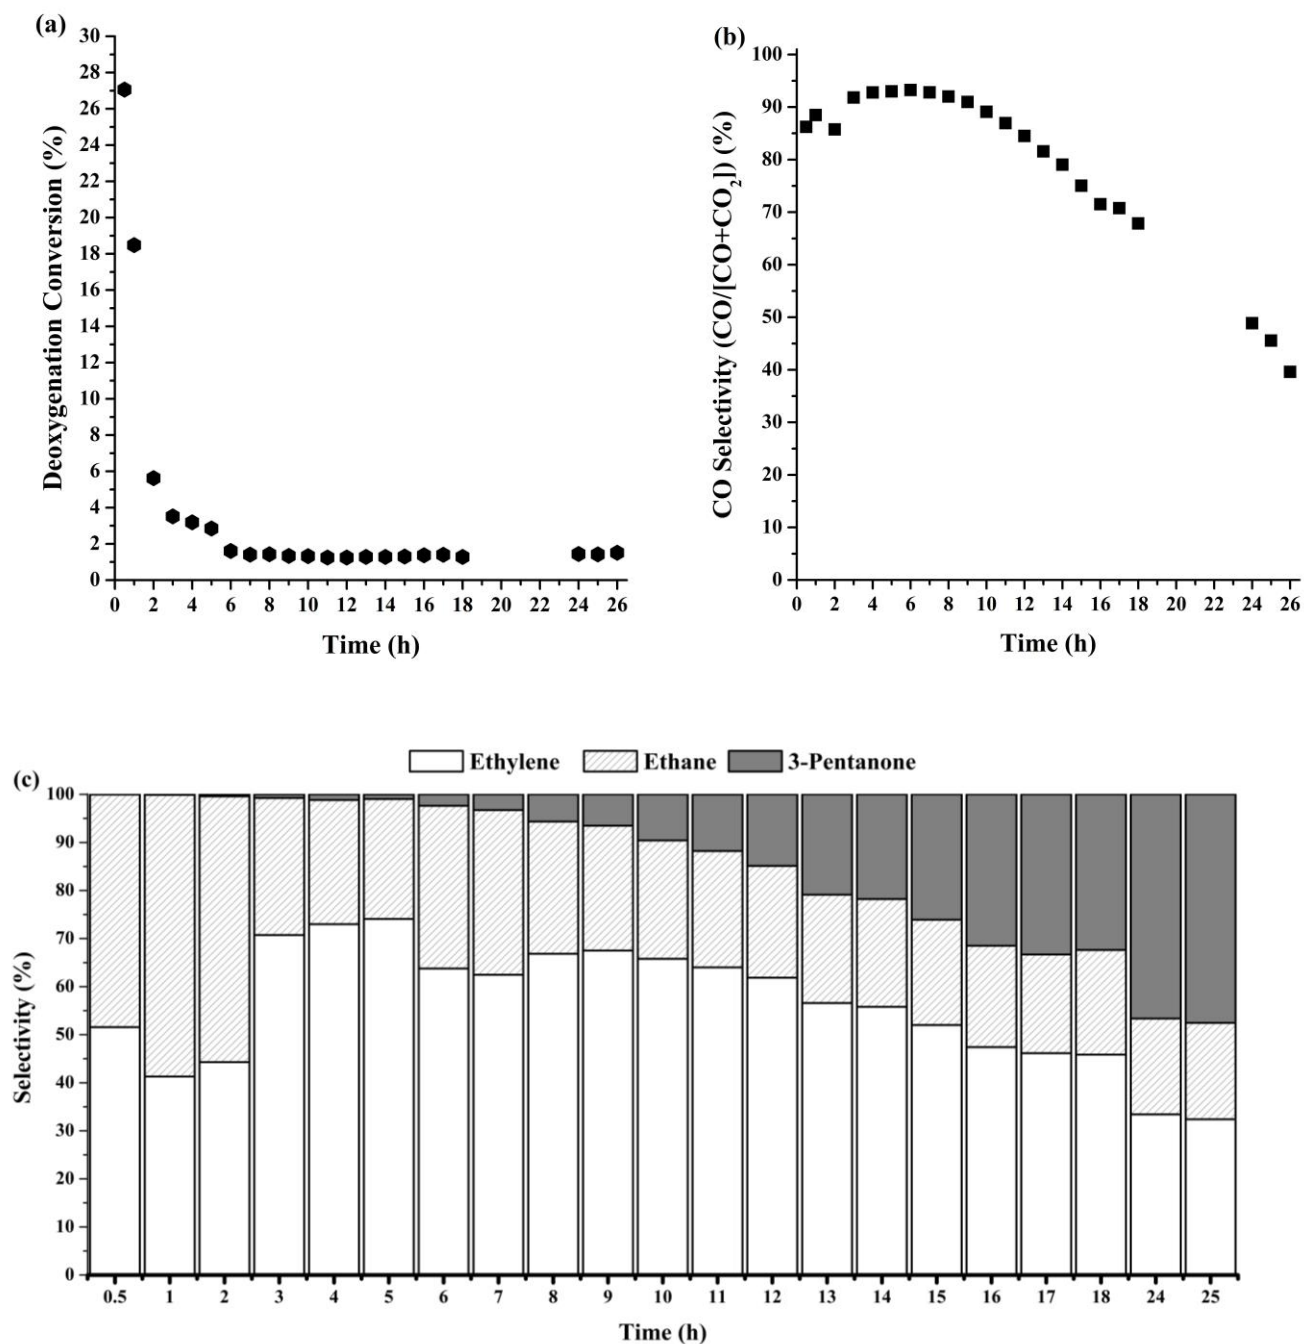 (a)
Deoxygenation Conversion (%)
30
28
26
24
22
20
18
16
14
12
10
8
6
4
2
0
0 2 4 6 8 10 12 14 16 18 20 22 24 26
Time (h)
(b)
CO Selectivity (CO/[CO+CO₂]) (%)
100
90
80
70
60
50
40
30
20
10
0
0 2 4 6 8 10 12 14 16 18 20 22 24 26
Time (h)
Ethylene Ethane 3-Pentanone
(c)
Selectivity (%)
100
90
80
70
60
50
40
30
20
10
0
0.5 1 2 3 4 5 6 7 8 9 10 11 12 13 14 15 16 17 18 24 25
Time (h)